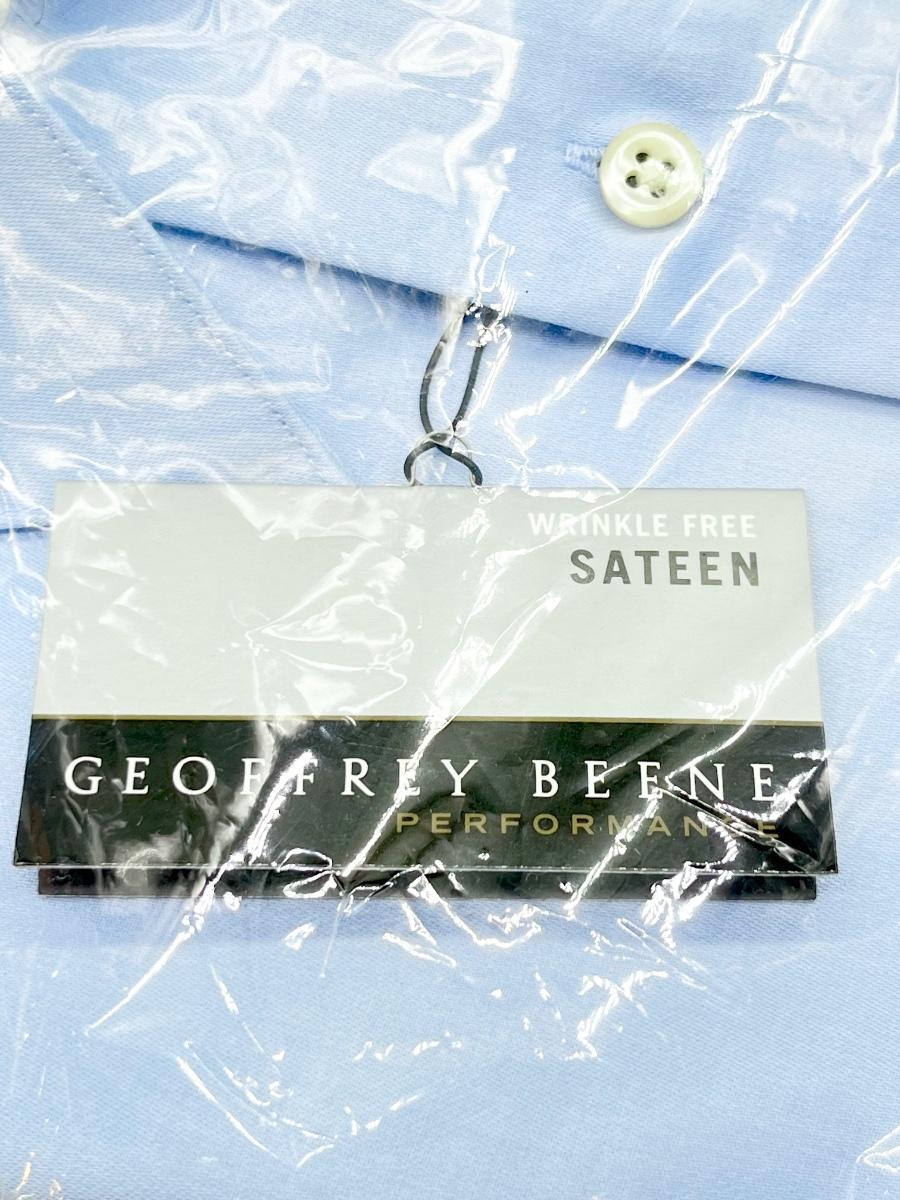 WRINKLE FREE
SATEEN
GEOFFREY BEENE
PERFORMANCE